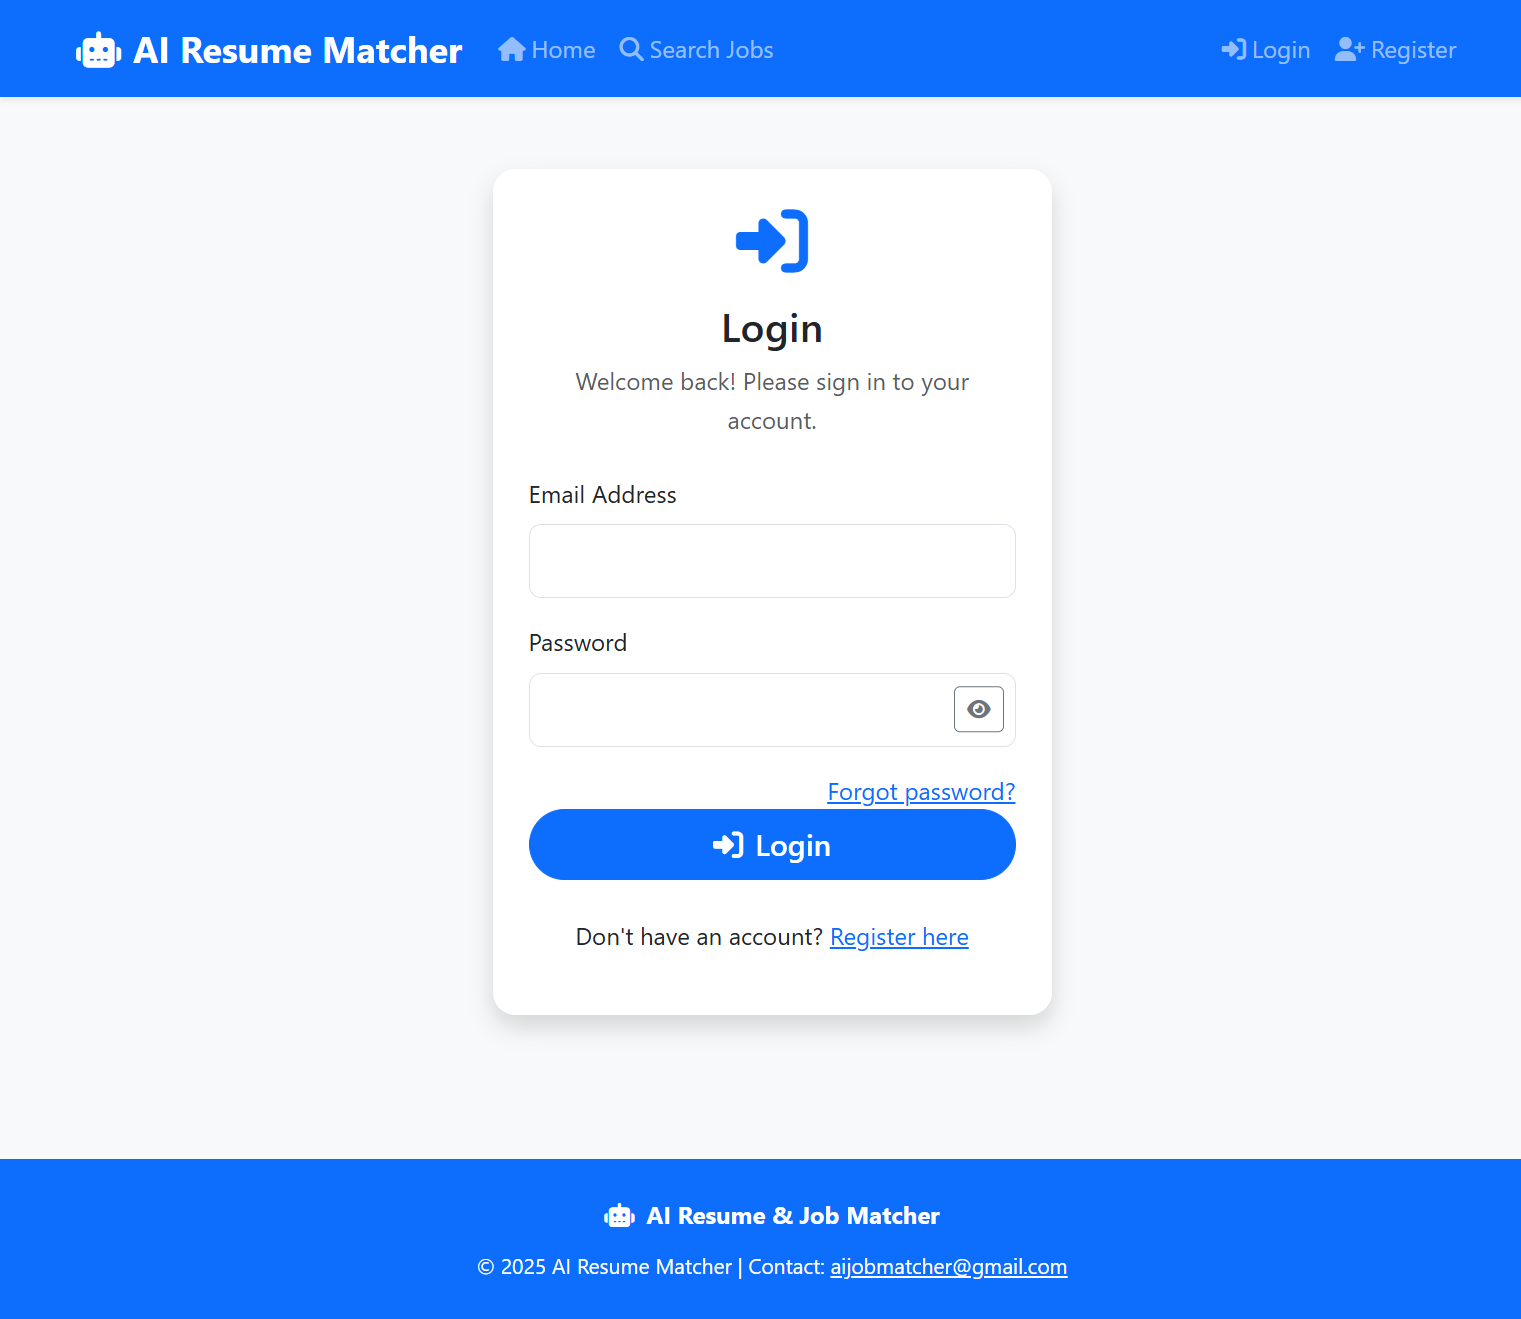 AI Resume Matcher Home Search Jobs Login Register
Login
Welcome back! Please sign in to your
account.
Email Address
Password
Forgot password?
Login
Don't have an account? Register here
AI Resume & Job Matcher
© 2025 AI Resume Matcher | Contact: aijobmatcher@gmail.com